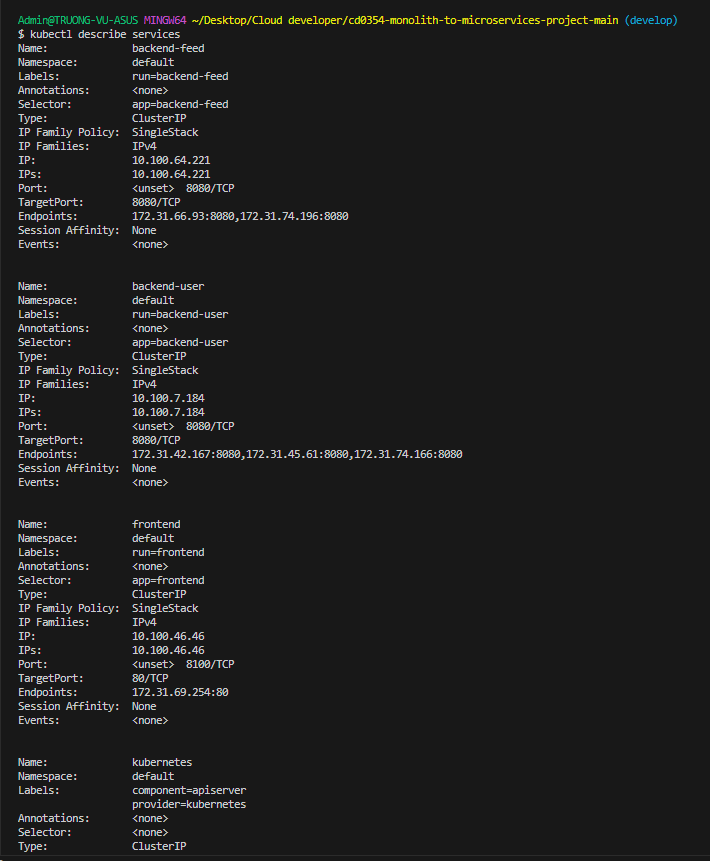 Admin@TRUONG-VU-ASUS MINGW64 ~/Desktop/Cloud developer/cd0354-monolith-to-microservices-project-main (develop)
$ kubectl describe services
Name:              backend-feed
Namespace:         default
Labels:            run=backend-feed
Annotations:       <none>
Selector:          app=backend-feed
Type:              ClusterIP
IP Family Policy:  SingleStack
IP Families:       IPv4
IP:                10.100.64.221
IPs:               10.100.64.221
Port:              <unset>  8080/TCP
TargetPort:        8080/TCP
Endpoints:         172.31.66.93:8080,172.31.74.196:8080
Session Affinity:  None
Events:            <none>
Name:              backend-user
Namespace:         default
Labels:            run=backend-user
Annotations:       <none>
Selector:          app=backend-user
Type:              ClusterIP
IP Family Policy:  SingleStack
IP Families:       IPv4
IP:                10.100.7.184
IPs:               10.100.7.184
Port:              <unset>  8080/TCP
TargetPort:        8080/TCP
Endpoints:         172.31.42.167:8080,172.31.45.61:8080,172.31.74.166:8080
Session Affinity:  None
Events:            <none>
Name:              frontend
Namespace:         default
Labels:            run=frontend
Annotations:       <none>
Selector:          app=frontend
Type:              ClusterIP
IP Family Policy:  SingleStack
IP Families:       IPv4
IP:                10.100.46.46
IPs:               10.100.46.46
Port:              <unset>  8100/TCP
TargetPort:        80/TCP
Endpoints:         172.31.69.254:80
Session Affinity:  None
Events:            <none>
Name:              kubernetes
Namespace:         default
Labels:            component=apiserver
                   provider=kubernetes
Annotations:       <none>
Selector:          <none>
Type:              ClusterIP